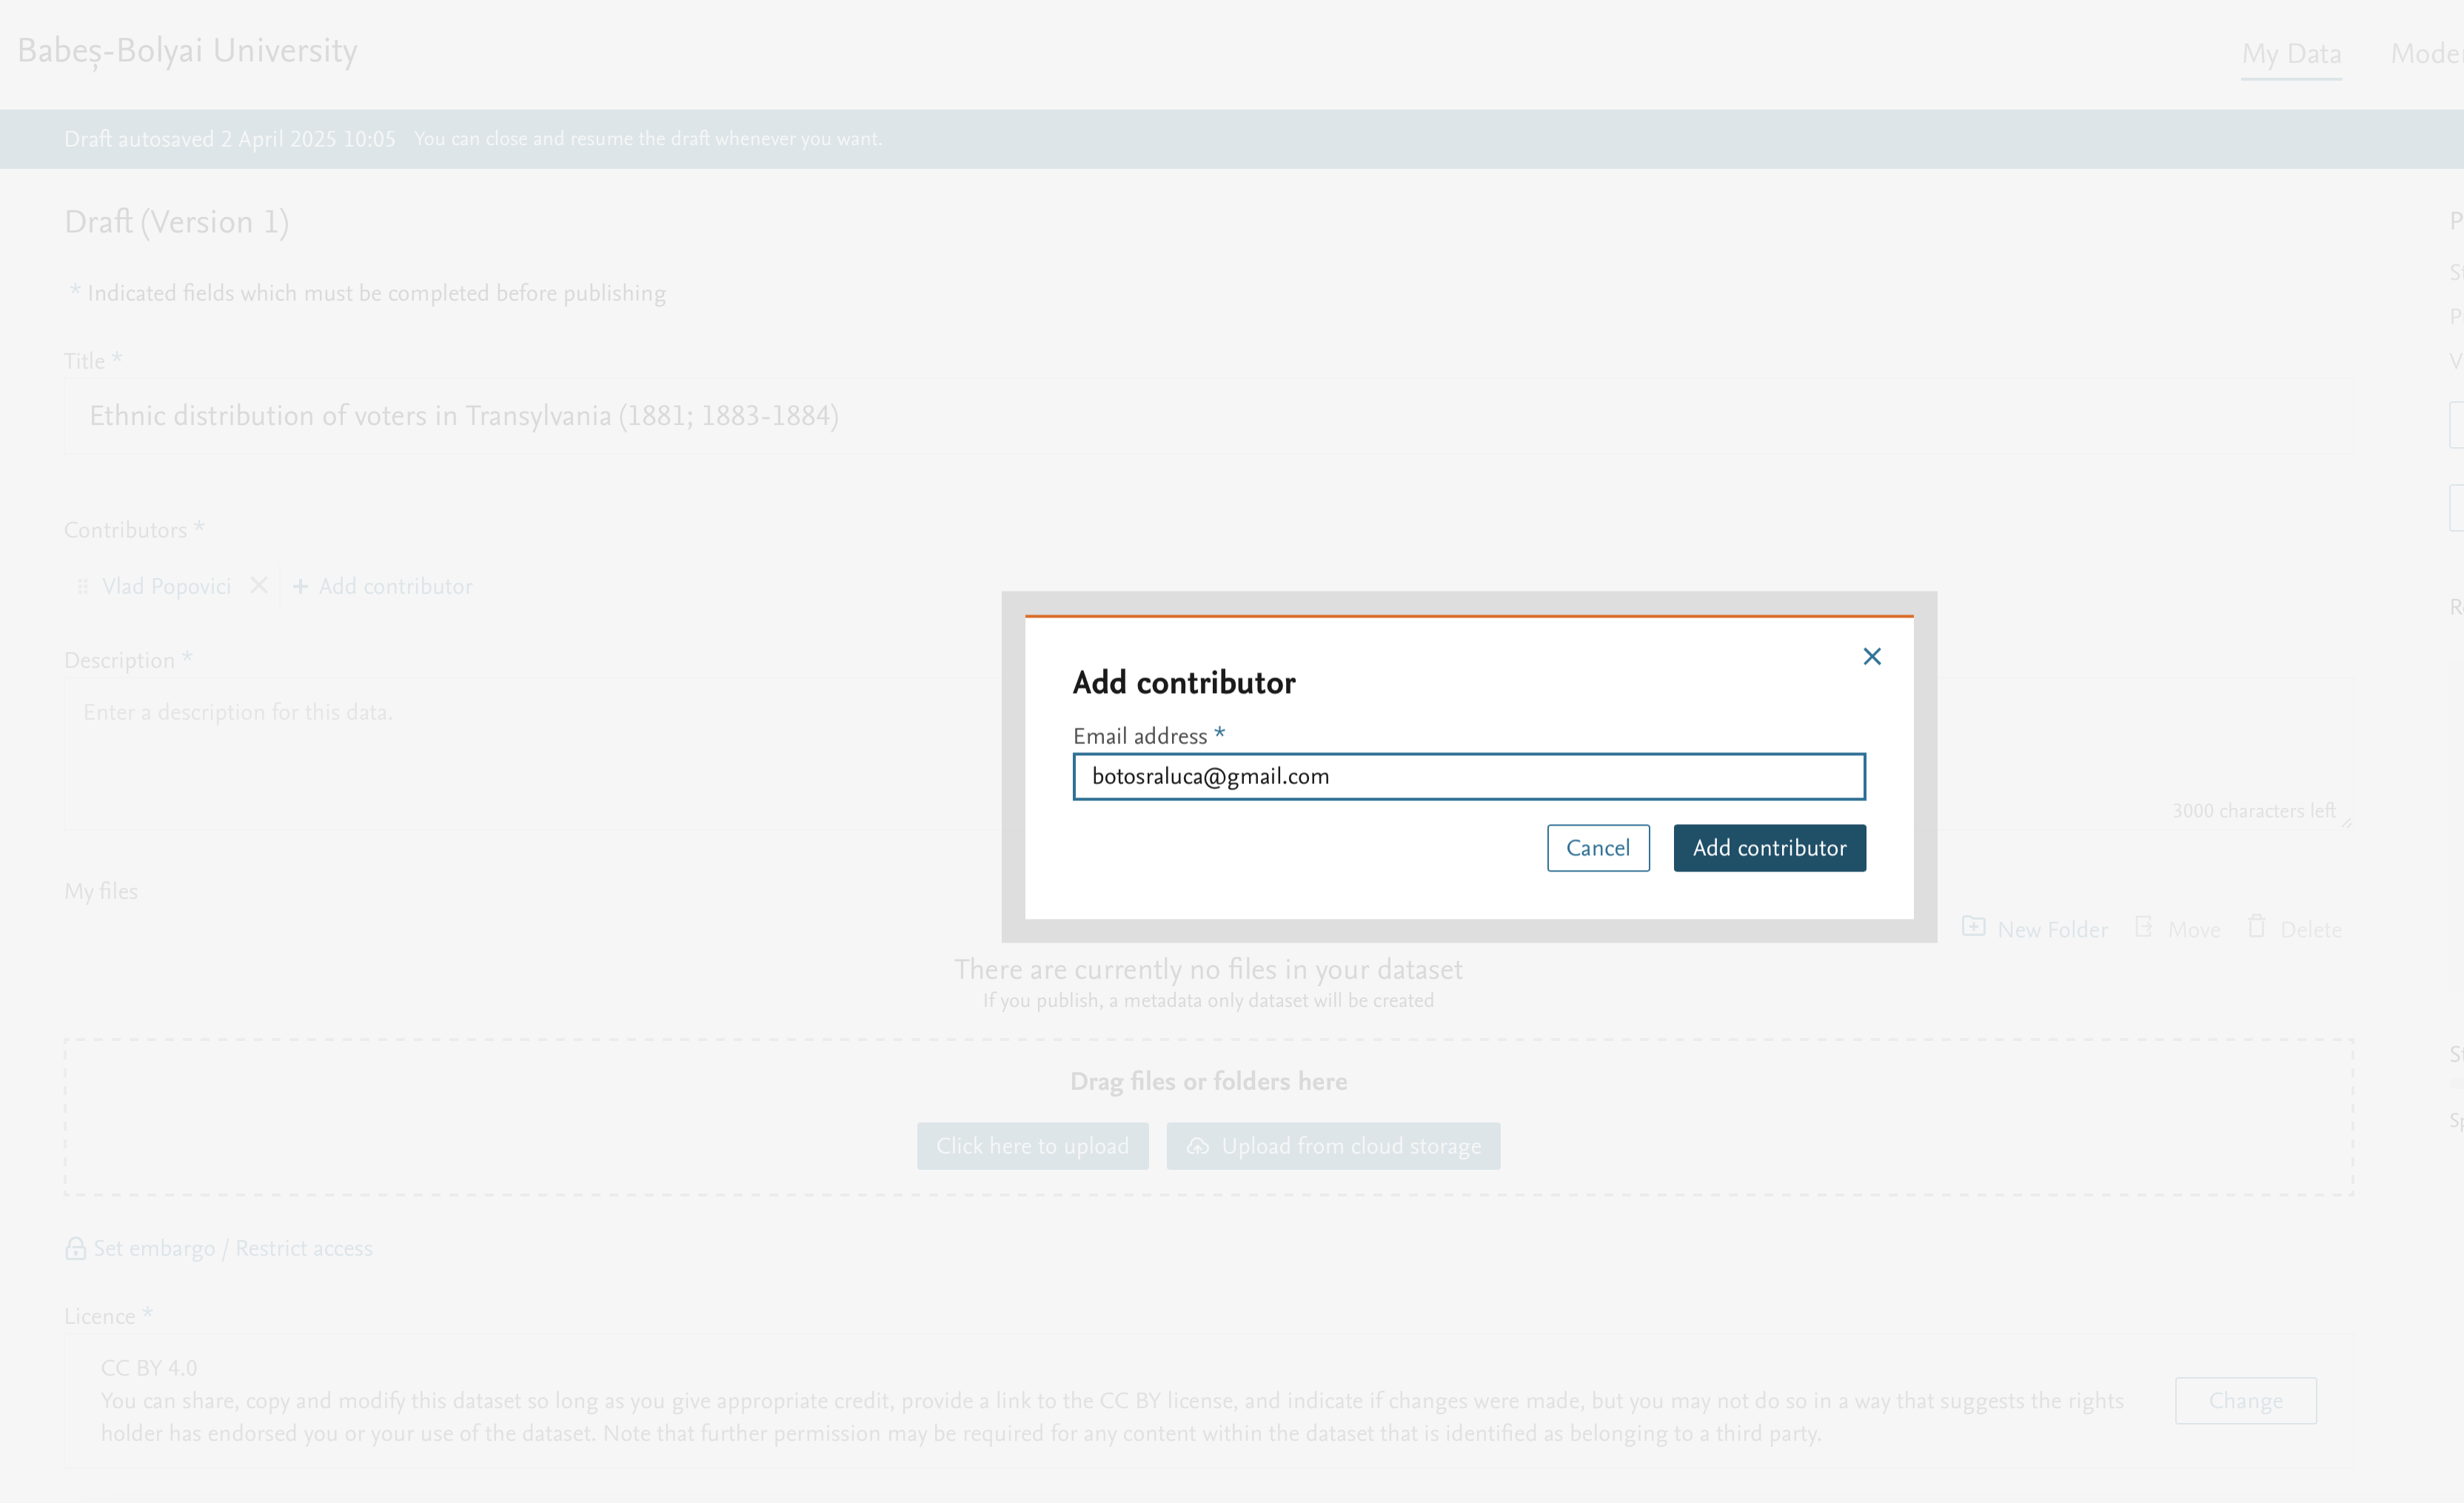 Babeș-Bolyai University
My Data
Draft autosaved 2 April 2025 10:05 You can close and resume the draft whenever you want.
Draft (Version 1)
* Indicated fields which must be completed before publishing
Title *
Ethnic distribution of voters in Transylvania (1881; 1883-1884)
Contributors *
Vlad Popovici + Add contributor
Add contributor
Email address *
botosraluca@gmail.com
Cancel Add contributor
Description *
Enter a description for this data.
3000 characters left
My files
New Folder Move Delete
There are currently no files in your dataset
If you publish, a metadata only dataset will be created
Drag files or folders here
Click here to upload Upload from cloud storage
Set embargo / Restrict access
Licence *
CC BY 4.0
You can share, copy and modify this dataset so long as you give appropriate credit, provide a link to the CC BY license, and indicate if changes were made, but you may not do so in a way that suggests the rights
holder has endorsed you or your use of the dataset. Note that further permission may be required for any content within the dataset that is identified as belonging to a third party.
Change